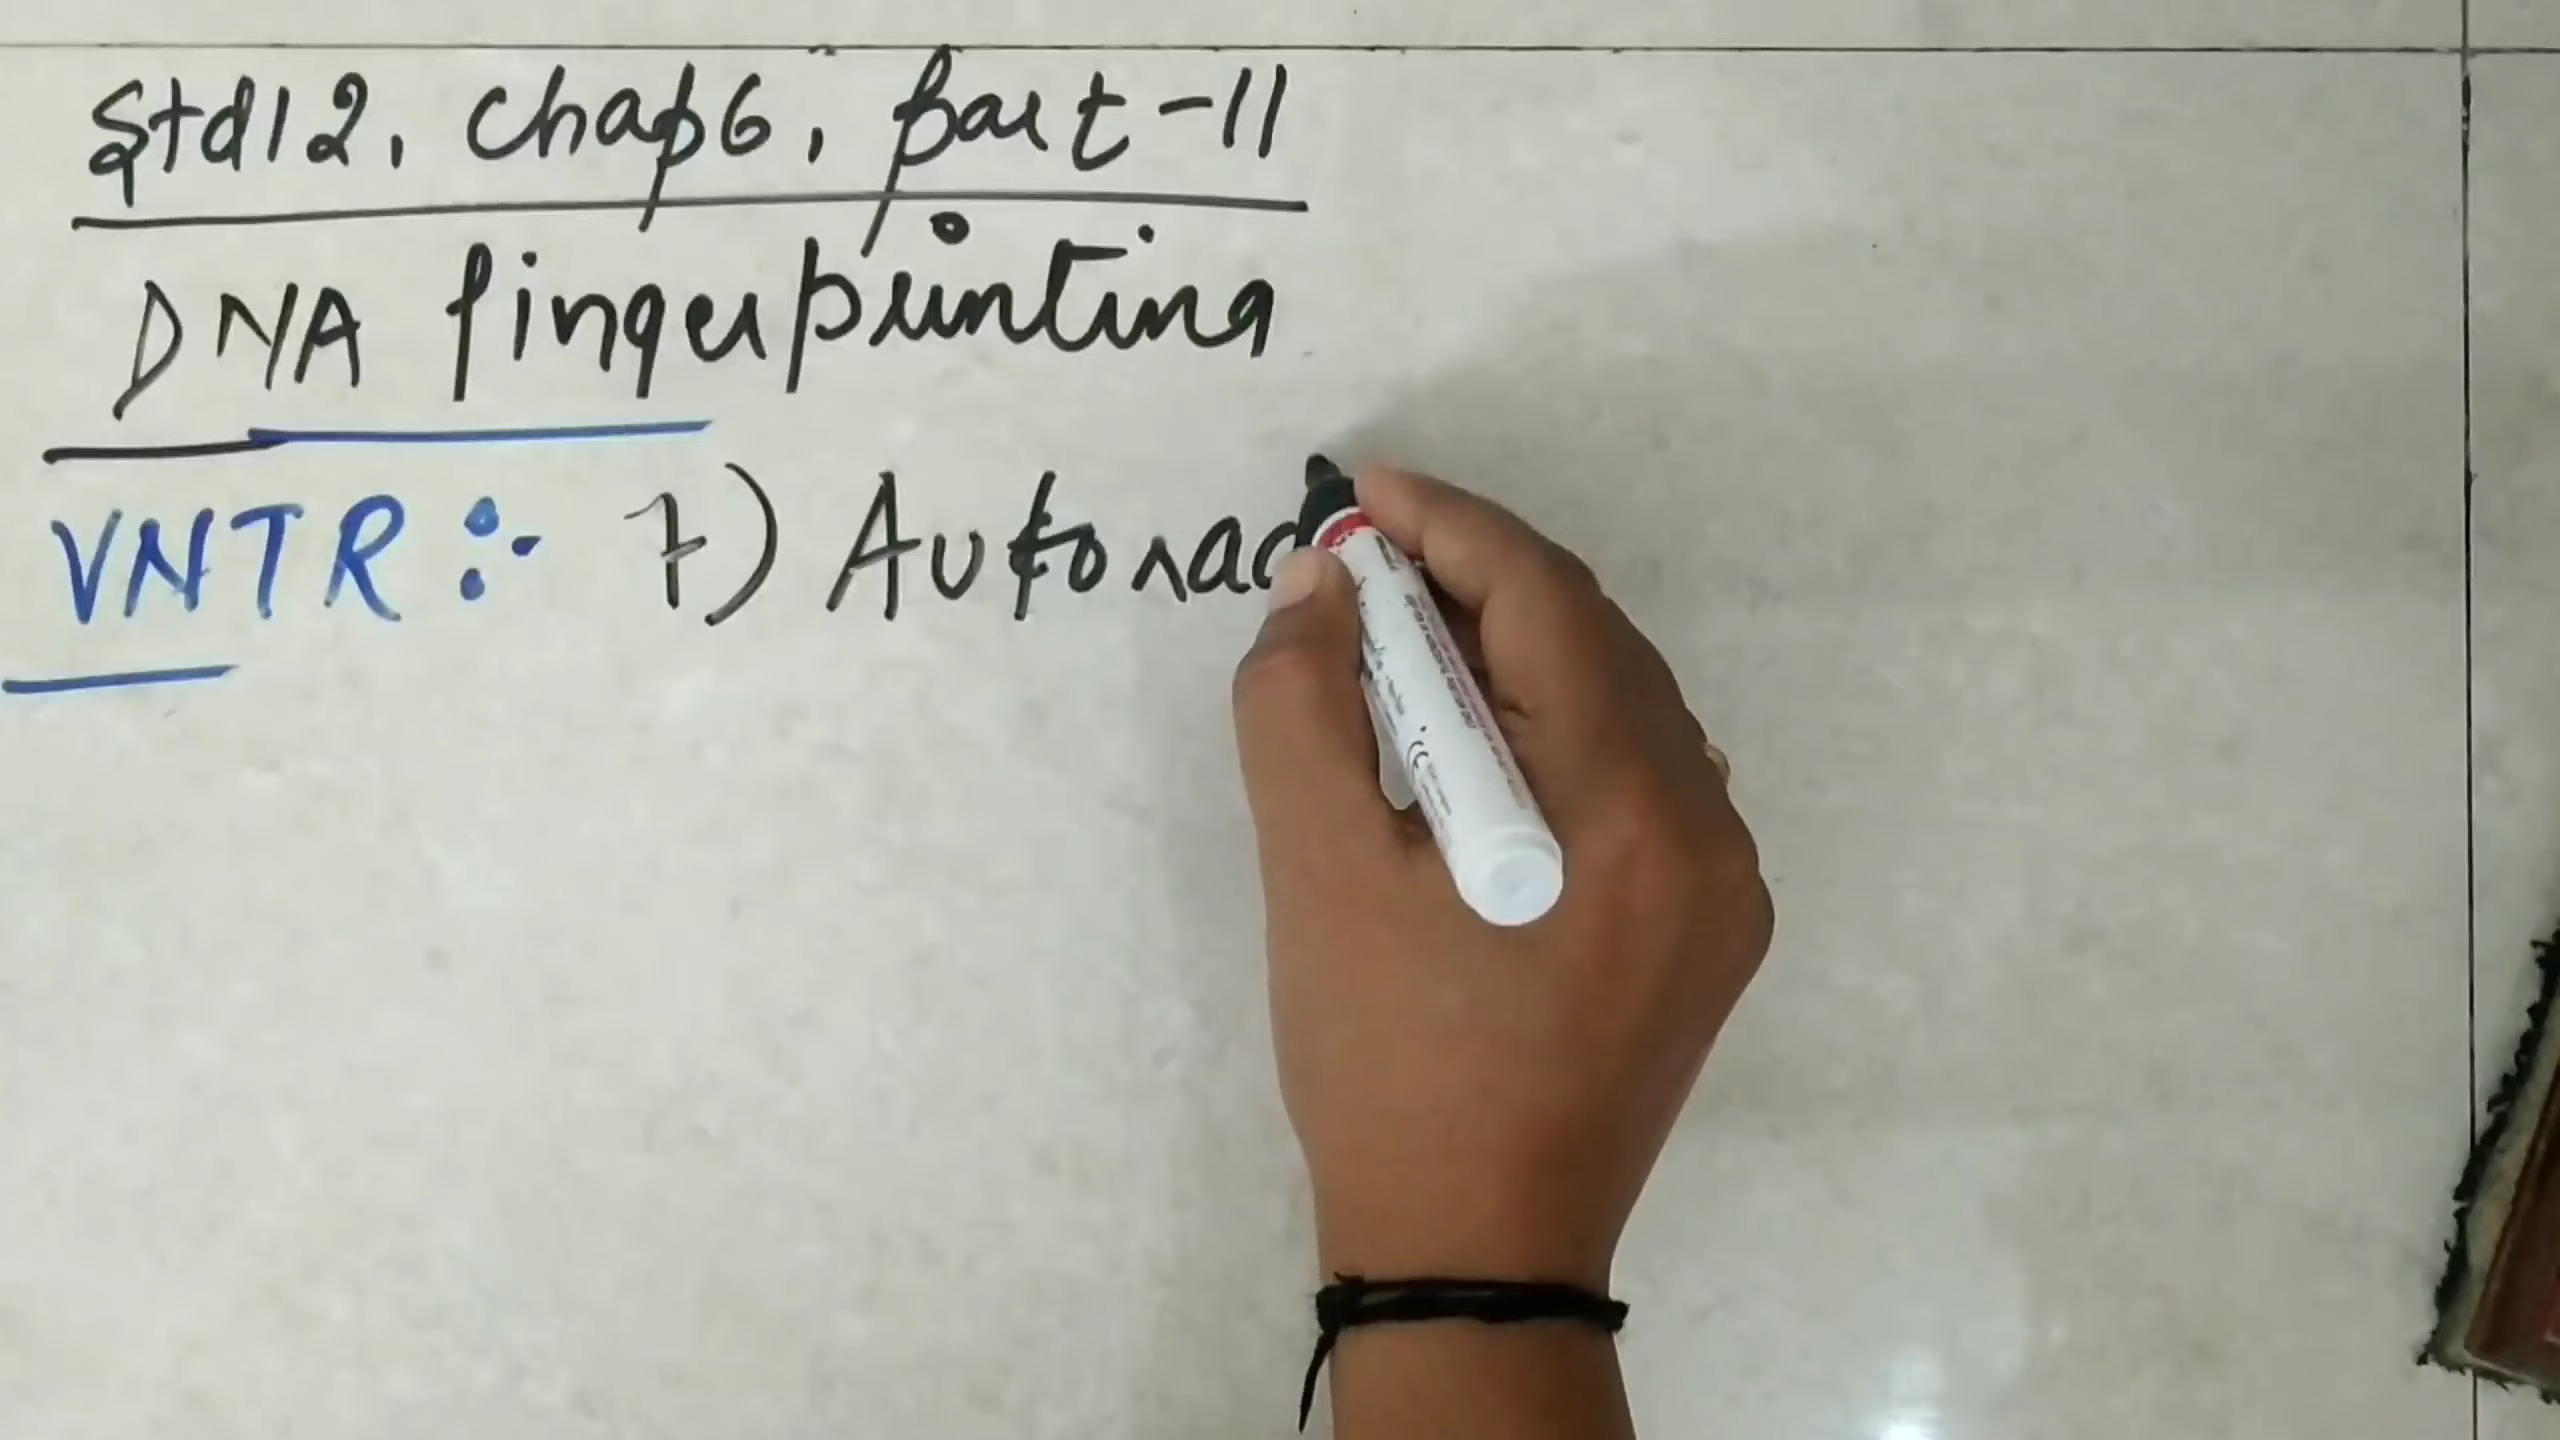 Std12, Chap6, Part-11
DNA fingerprinting
VNTR :- 7) Autorad